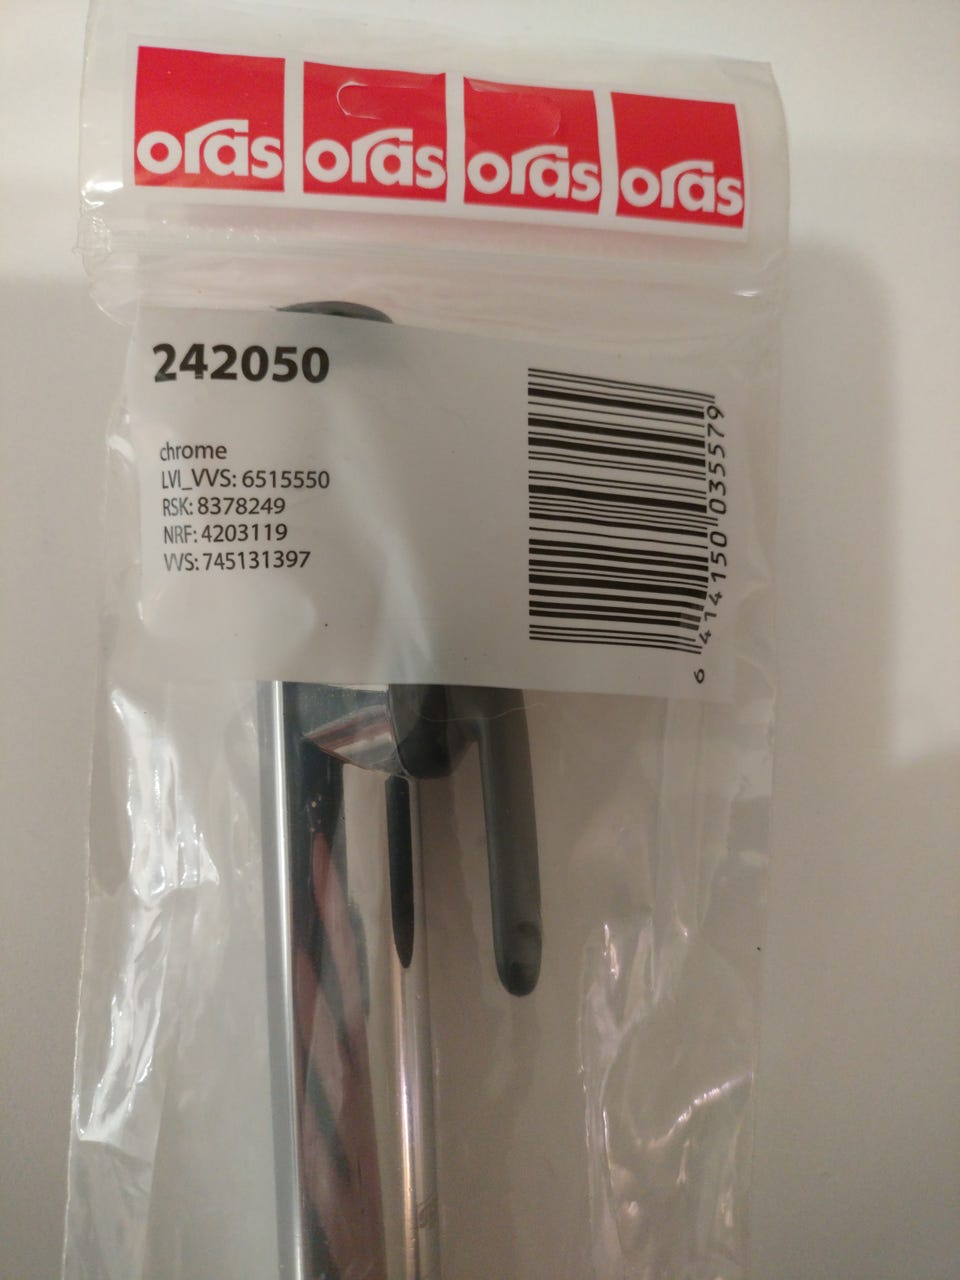 oras oras oras oras
242050
chrome
LVI_VVS: 6515550
RSK: 8378249
NRF: 4203119
VVS: 745131397
6 414150 035579